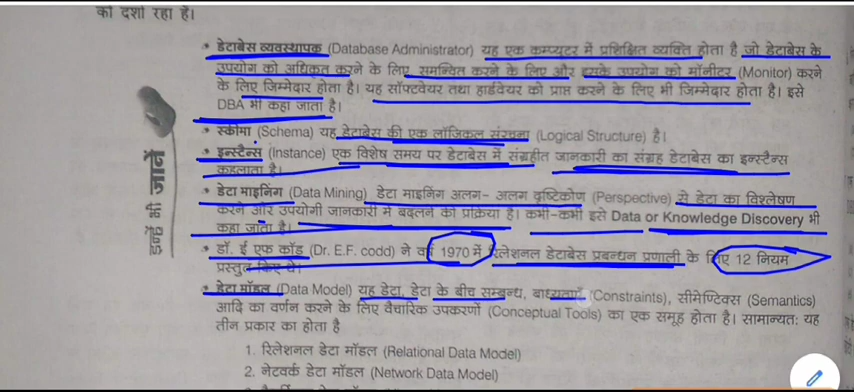 को दर्शा रहा है।
• डेटाबेस व्यवस्थापक (Database Administrator) यह एक कम्प्यूटर में प्रशिक्षित व्यक्ति होता है जो डेटाबेस के
उपयोग को अधिकृत करने के लिए, समन्वित करने के लिए और इसके उपयोग को मॉनीटर (Monitor) करने
के लिए जिम्मेदार होता है। यह सॉफ्टवेयर तथा हार्डवेयर को प्राप्त करने के लिए भी जिम्मेदार होता है। इसे
DBA भी कहा जाता है।
• स्कीमा (Schema) यह डेटाबेस की एक लॉजिकल संरचना (Logical Structure) है।
• इन्स्टैन्स (Instance) एक विशेष समय पर डेटाबेस में संग्रहीत जानकारी का संग्रह डेटाबेस का इन्स्टैन्स
कहलाता है।
इन्हें भी जानें
• डेटा माइनिंग (Data Mining) डेटा माइनिंग अलग- अलग दृष्टिकोण (Perspective) से डेटा का विश्लेषण
करने और उपयोगी जानकारी में बदलने की प्रक्रिया है। कभी-कभी इसे Data or Knowledge Discovery भी
कहा जाता है।
• डॉ. ई एफ कॉड (Dr. E.F. codd) ने वर्ष 1970 में रिलेशनल डेटाबेस प्रबन्धन प्रणाली के लिए 12 नियम
प्रस्तुत किए थे।
• डेटा मॉडल (Data Model) यह डेटा, डेटा के बीच सम्बन्ध, बाध्यताएँ (Constraints), सीमेण्टिक्स (Semantics)
आदि का वर्णन करने के लिए वैचारिक उपकरणों (Conceptual Tools) का एक समूह होता है। सामान्यतः यह
तीन प्रकार का होता है
1. रिलेशनल डेटा मॉडल (Relational Data Model)
2. नेटवर्क डेटा मॉडल (Network Data Model)